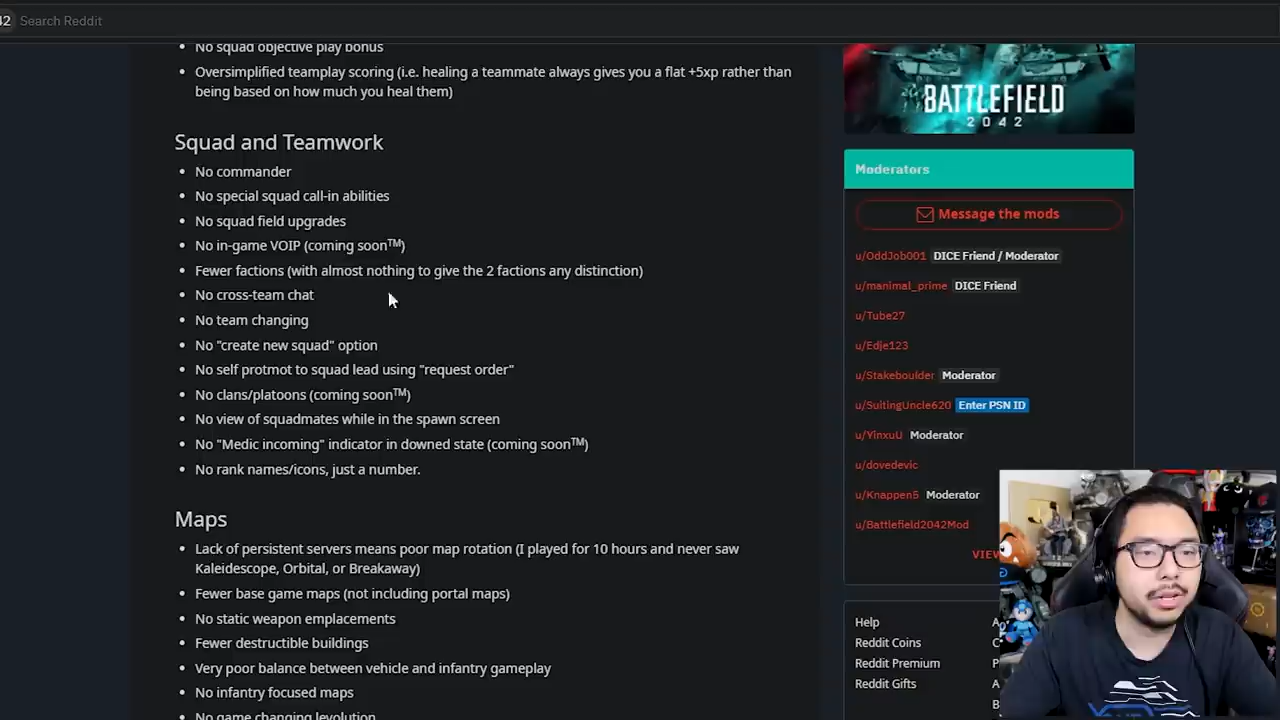 42 Search Reddit
No squad objective play bonus
Oversimplified teamplay scoring (i.e. healing a teammate always gives you a flat +5xp rather than
being based on how much you heal them)
Squad and Teamwork
No commander
No special squad call-in abilities
No squad field upgrades
No in-game VOIP (coming soon™)
Fewer factions (with almost nothing to give the 2 factions any distinction)
No cross-team chat
No team changing
No "create new squad" option
No self protmot to squad lead using "request order"
No clans/platoons (coming soon™)
No view of squadmates while in the spawn screen
No "Medic incoming" indicator in downed state (coming soon™)
No rank names/icons, just a number.
Maps
Lack of persistent servers means poor map rotation (I played for 10 hours and never saw
Kaleidescope, Orbital, or Breakaway)
Fewer base game maps (not including portal maps)
No static weapon emplacements
Fewer destructible buildings
Very poor balance between vehicle and infantry gameplay
No infantry focused maps
No game changing levolution
BATTLEFIELD
2042
Moderators
Message the mods
u/OddJob001 DICE Friend / Moderator
u/manimal_prime DICE Friend
u/Tube27
u/Edje123
u/Stakeboulder Moderator
u/SuitingUncle620 Enter PSN ID
u/YinxuU Moderator
u/dovedevic
u/Knappen5 Moderator
u/Battlefield2042Mod
VIEW
Help
Reddit Coins
Reddit Premium
Reddit Gifts